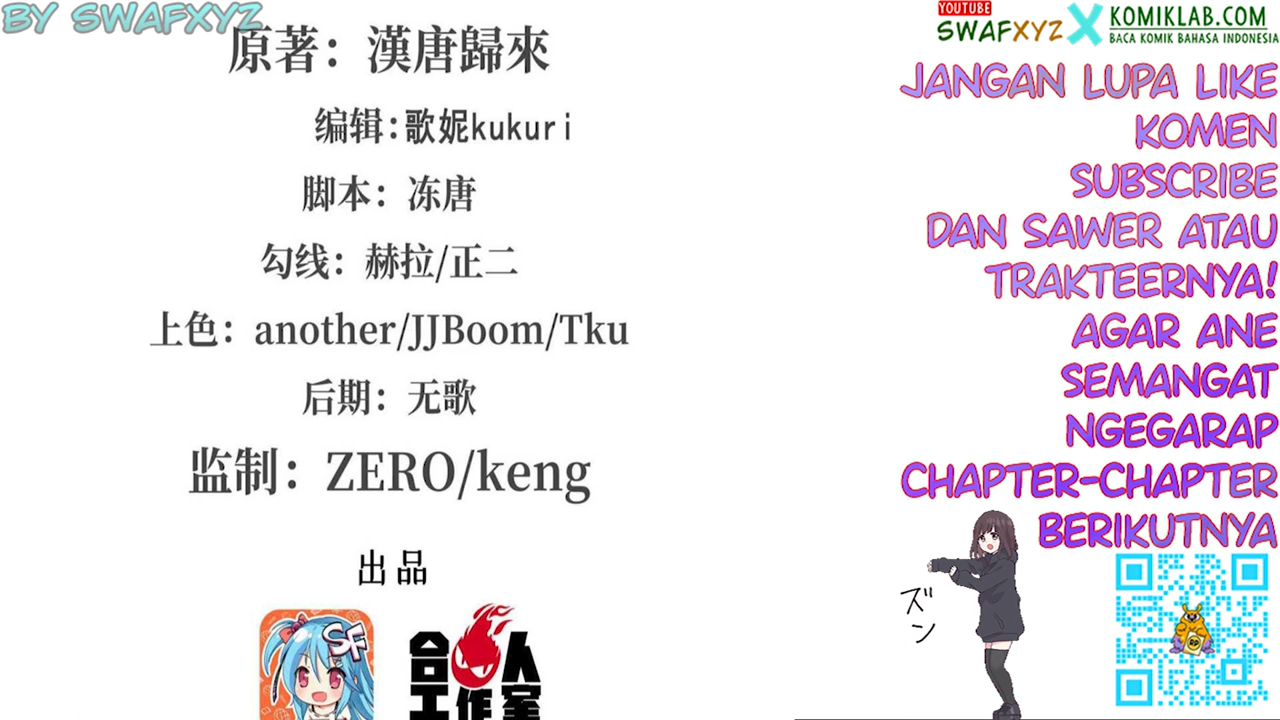 BY SWAFXYZ
原著：漢唐歸來
编辑:歌妮kukuri
脚本：冻唐
勾线：赫拉/正二
上色：another/JJBoom/Tku
后期：无歌
监制：ZERO/keng
出品
SF
合伙人
工作室
YOUTUBE
SWAFXYZ X KOMIKLAB.COM
BACA KOMIK BAHASA INDONESIA
JANGAN LUPA LIKE
KOMEN
SUBSCRIBE
DAN SAWER ATAU
TRAKTEERNYA!
AGAR ANE
SEMANGAT
NGEGARAP
CHAPTER-CHAPTER
BERIKUTNYA
ズン